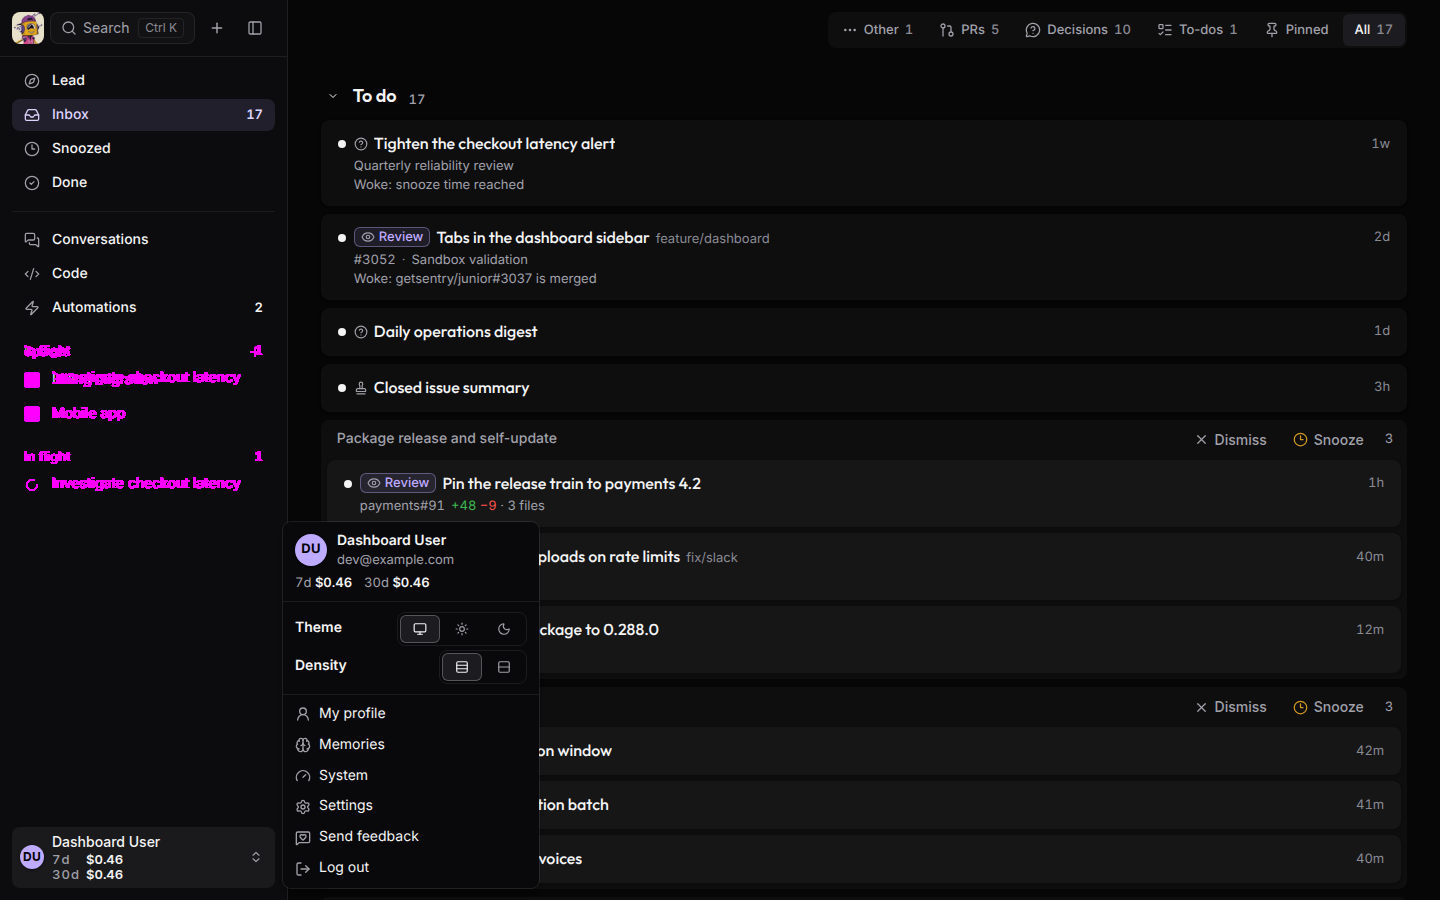 Search Ctrl K
Lead
Inbox 17
Snoozed
Done
Conversations
Code
Automations 2
checkout latency
Mobile app
In flight 1
Investigate checkout latency
Dashboard User
7d $0.46
30d $0.46
DU
Other 1 PRs 5 Decisions 10 To-dos 1 Pinned All 17
To do 17
Tighten the checkout latency alert 1w
Quarterly reliability review
Woke: snooze time reached
Review Tabs in the dashboard sidebar feature/dashboard 2d
#3052 · Sandbox validation
Woke: getsentry/junior#3037 is merged
Daily operations digest 1d
Closed issue summary 3h
Package release and self-update Dismiss Snooze 3
Review Pin the release train to payments 4.2 1h
payments#91 +48 −9 · 3 files
ploads on rate limits fix/slack 40m
ckage to 0.288.0 12m
Dismiss Snooze 3
on window 42m
tion batch 41m
voices 40m
DU Dashboard User
dev@example.com
7d $0.46 30d $0.46
Theme
Density
My profile
Memories
System
Settings
Send feedback
Log out